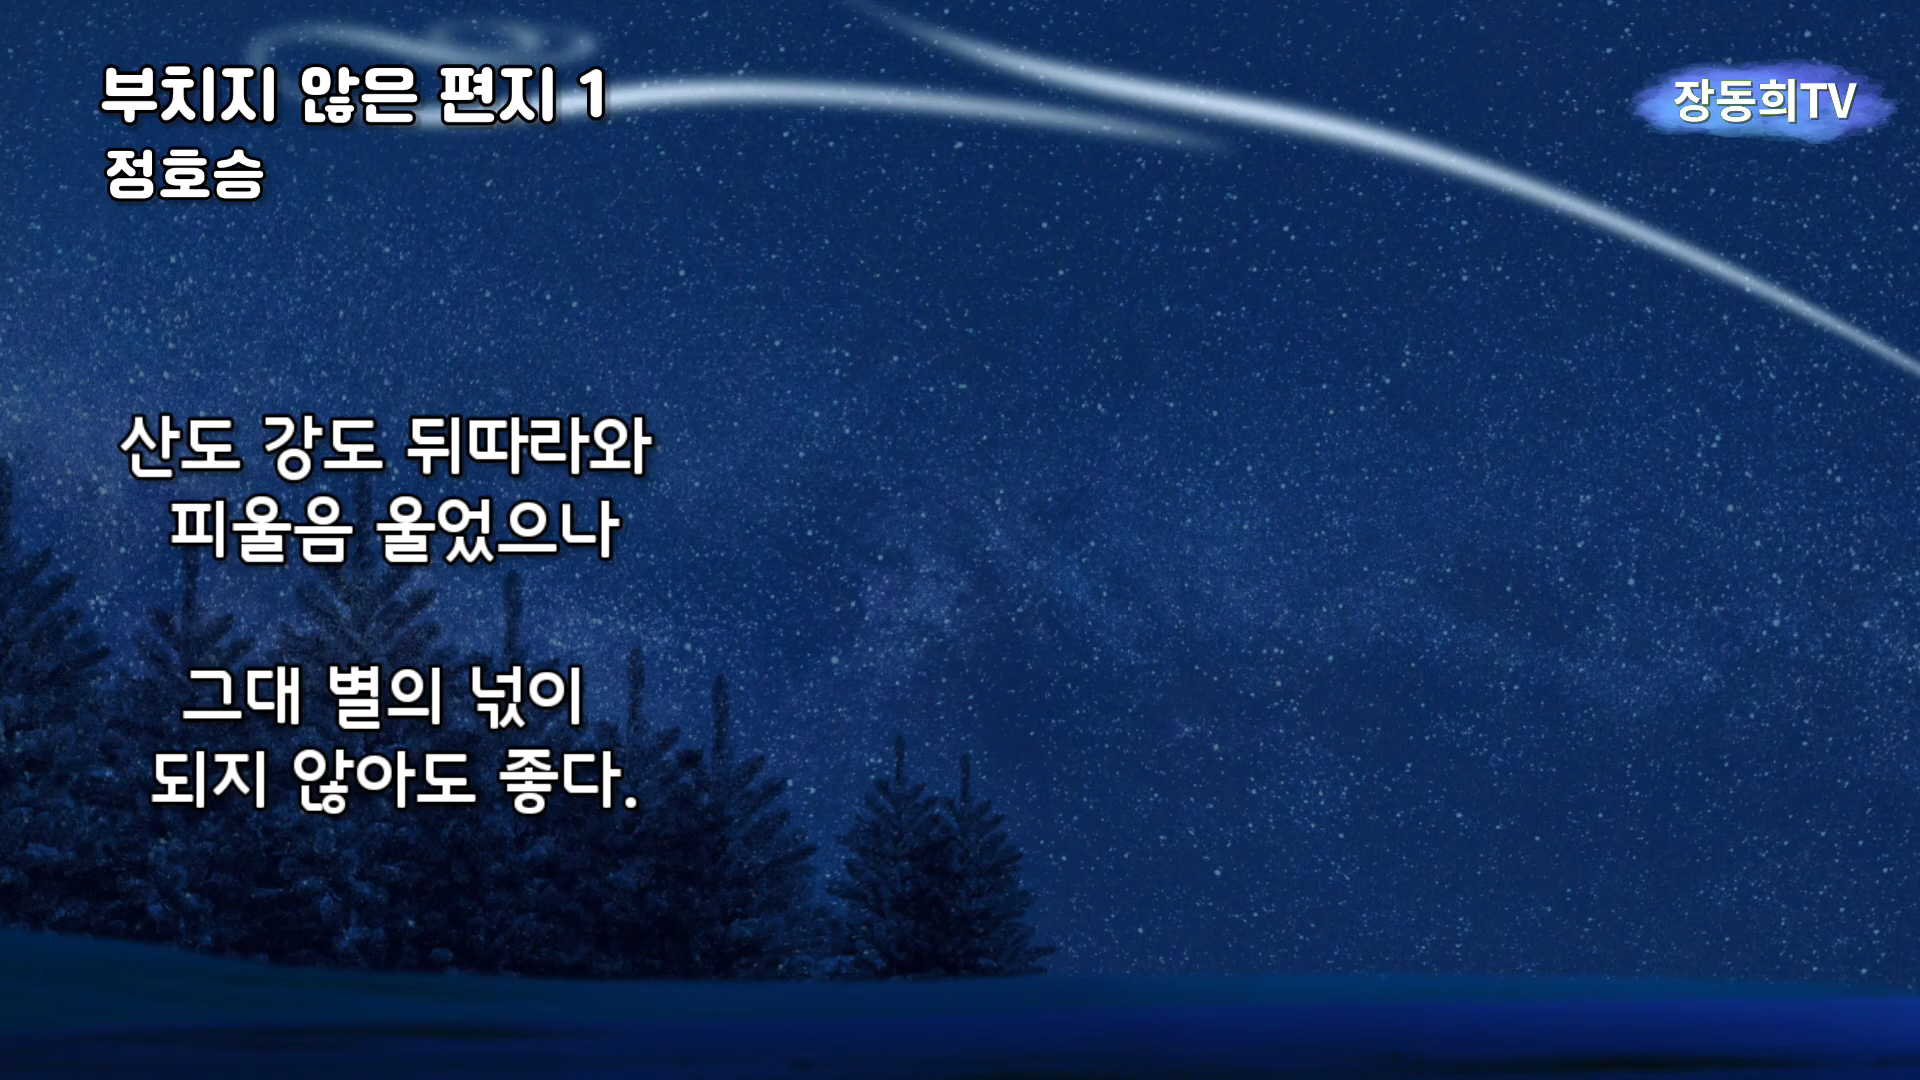 부치지 않은 편지 1
정호승
장동희TV
산도 강도 뒤따라와
피울음 울었으나
그대 별의 넋이
되지 않아도 좋다.